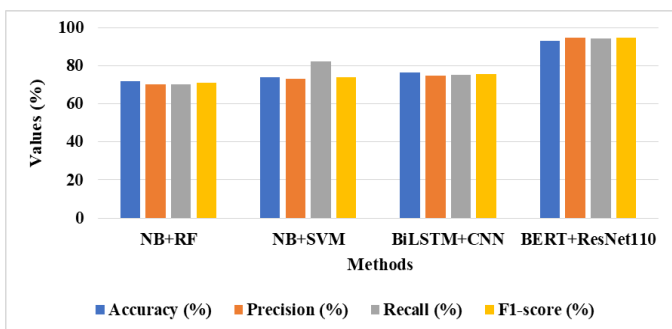 100
80
60
40
20
0
Values (%)
NB+RF NB+SVM BiLSTM+CNN BERT+ResNet110
Methods
Accuracy (%) Precision (%) Recall (%) F1-score (%)